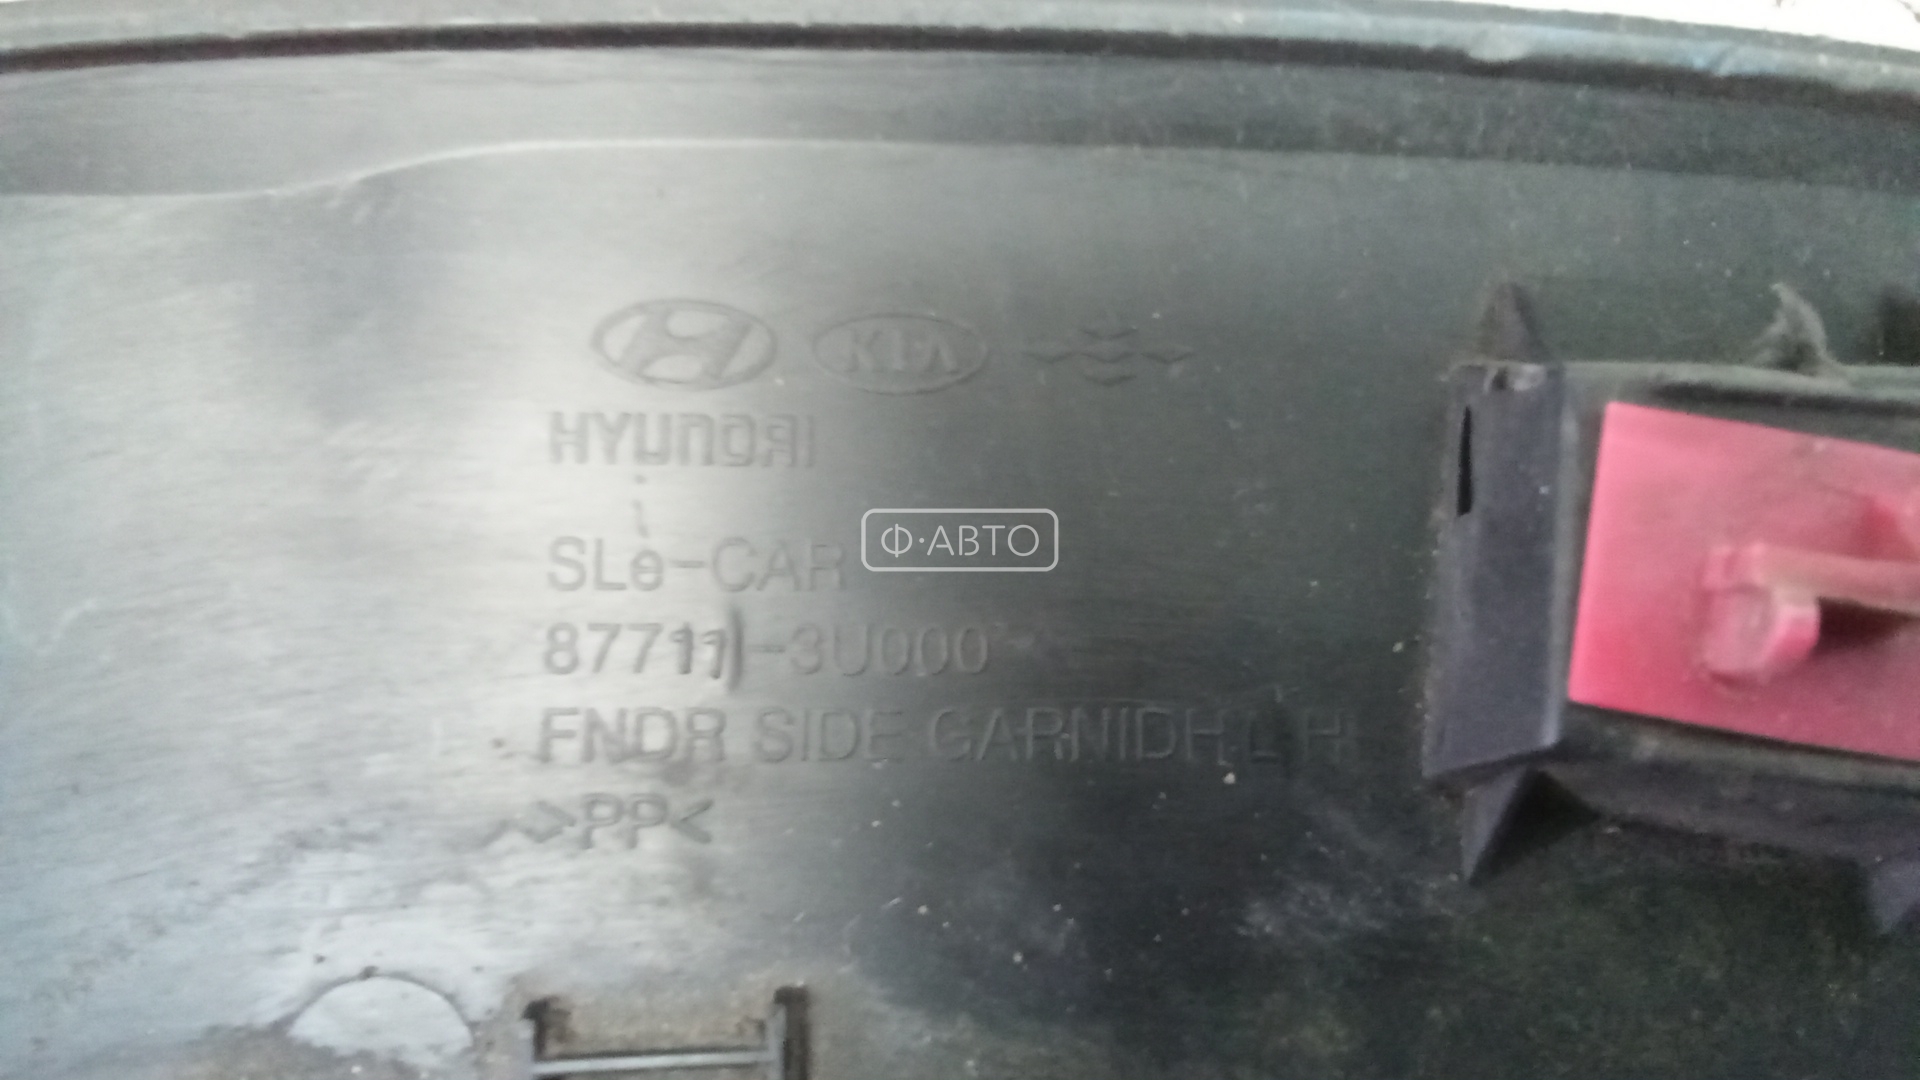 KIA
HYUNDAI
SLe-CAR
Ф·АВТО
87711-3U000
FNDR SIDE GARNIDH LH
>PP<